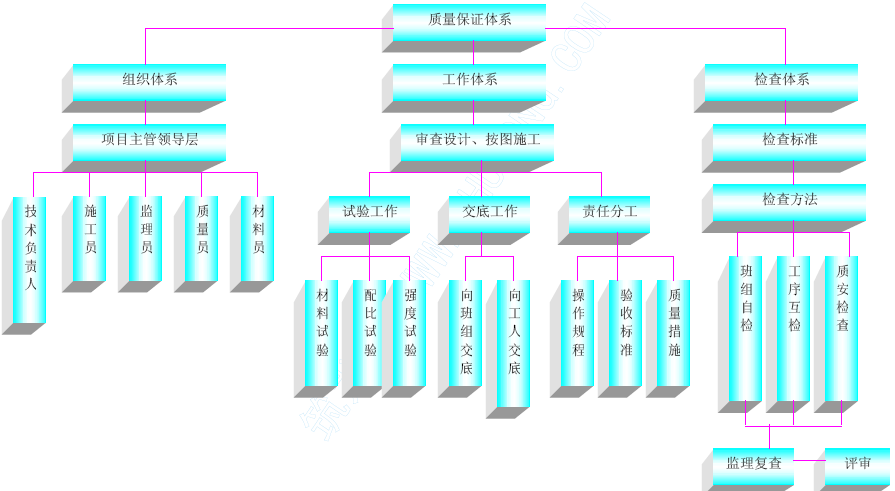 质量保证体系
组织体系
工作体系
检查体系
项目主管领导层
审查设计、按图施工
检查标准
检查方法
技术负责人
施工员
监理员
质量员
材料员
试验工作
交底工作
责任分工
材料试验
配比试验
强度试验
向班组交底
向工人交底
操作规程
验收标准
质量措施
班组自检
工序互检
质安检查
监理复查
评审